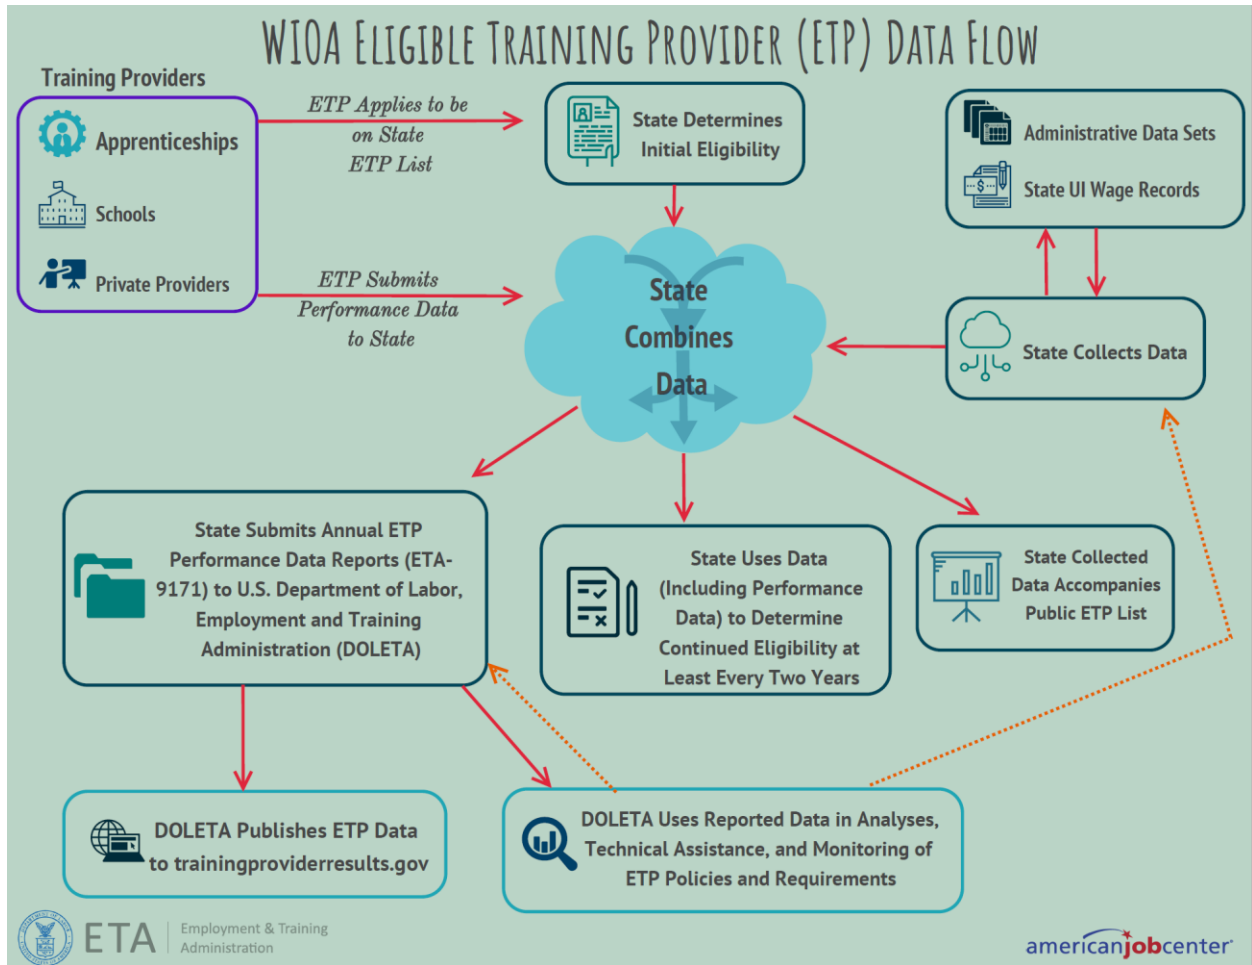 WIOA ELIGIBLE TRAINING PROVIDER (ETP) DATA FLOW
Training Providers
Apprenticeships
Schools
Private Providers
ETP Applies to be
on State
ETP List
ETP Submits
Performance Data
to State
State Determines
Initial Eligibility
Administrative Data Sets
State UI Wage Records
State
Combines
Data
State Collects Data
State Submits Annual ETP
Performance Data Reports (ETA-
9171) to U.S. Department of Labor,
Employment and Training
Administration (DOLETA)
State Uses Data
(Including Performance
Data) to Determine
Continued Eligibility at
Least Every Two Years
State Collected
Data Accompanies
Public ETP List
DOLETA Publishes ETP Data
to trainingproviderresults.gov
DOLETA Uses Reported Data in Analyses,
Technical Assistance, and Monitoring of
ETP Policies and Requirements
ETA
Employment & Training
Administration
americanjobcenter